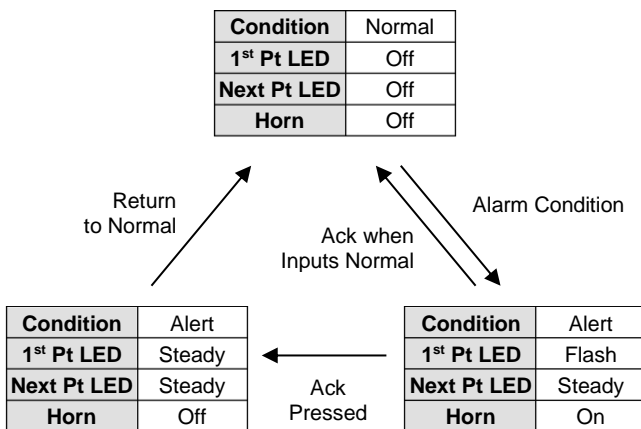 Condition Normal
1st Pt LED Off
Next Pt LED Off
Horn Off
Return
to Normal
Alarm Condition
Ack when
Inputs Normal
Condition Alert
1st Pt LED Steady
Next Pt LED Steady
Horn Off
Ack
Pressed
Condition Alert
1st Pt LED Flash
Next Pt LED Steady
Horn On